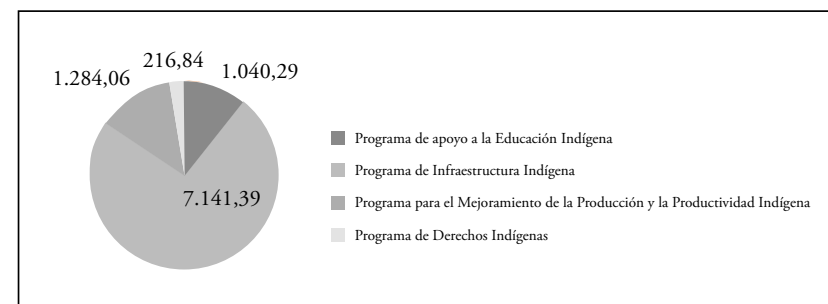 216,84
1.284,06
1.040,29
7.141,39
Programa de apoyo a la Educación Indígena
Programa de Infraestructura Indígena
Programa para el Mejoramiento de la Producción y la Productividad Indígena
Programa de Derechos Indígenas